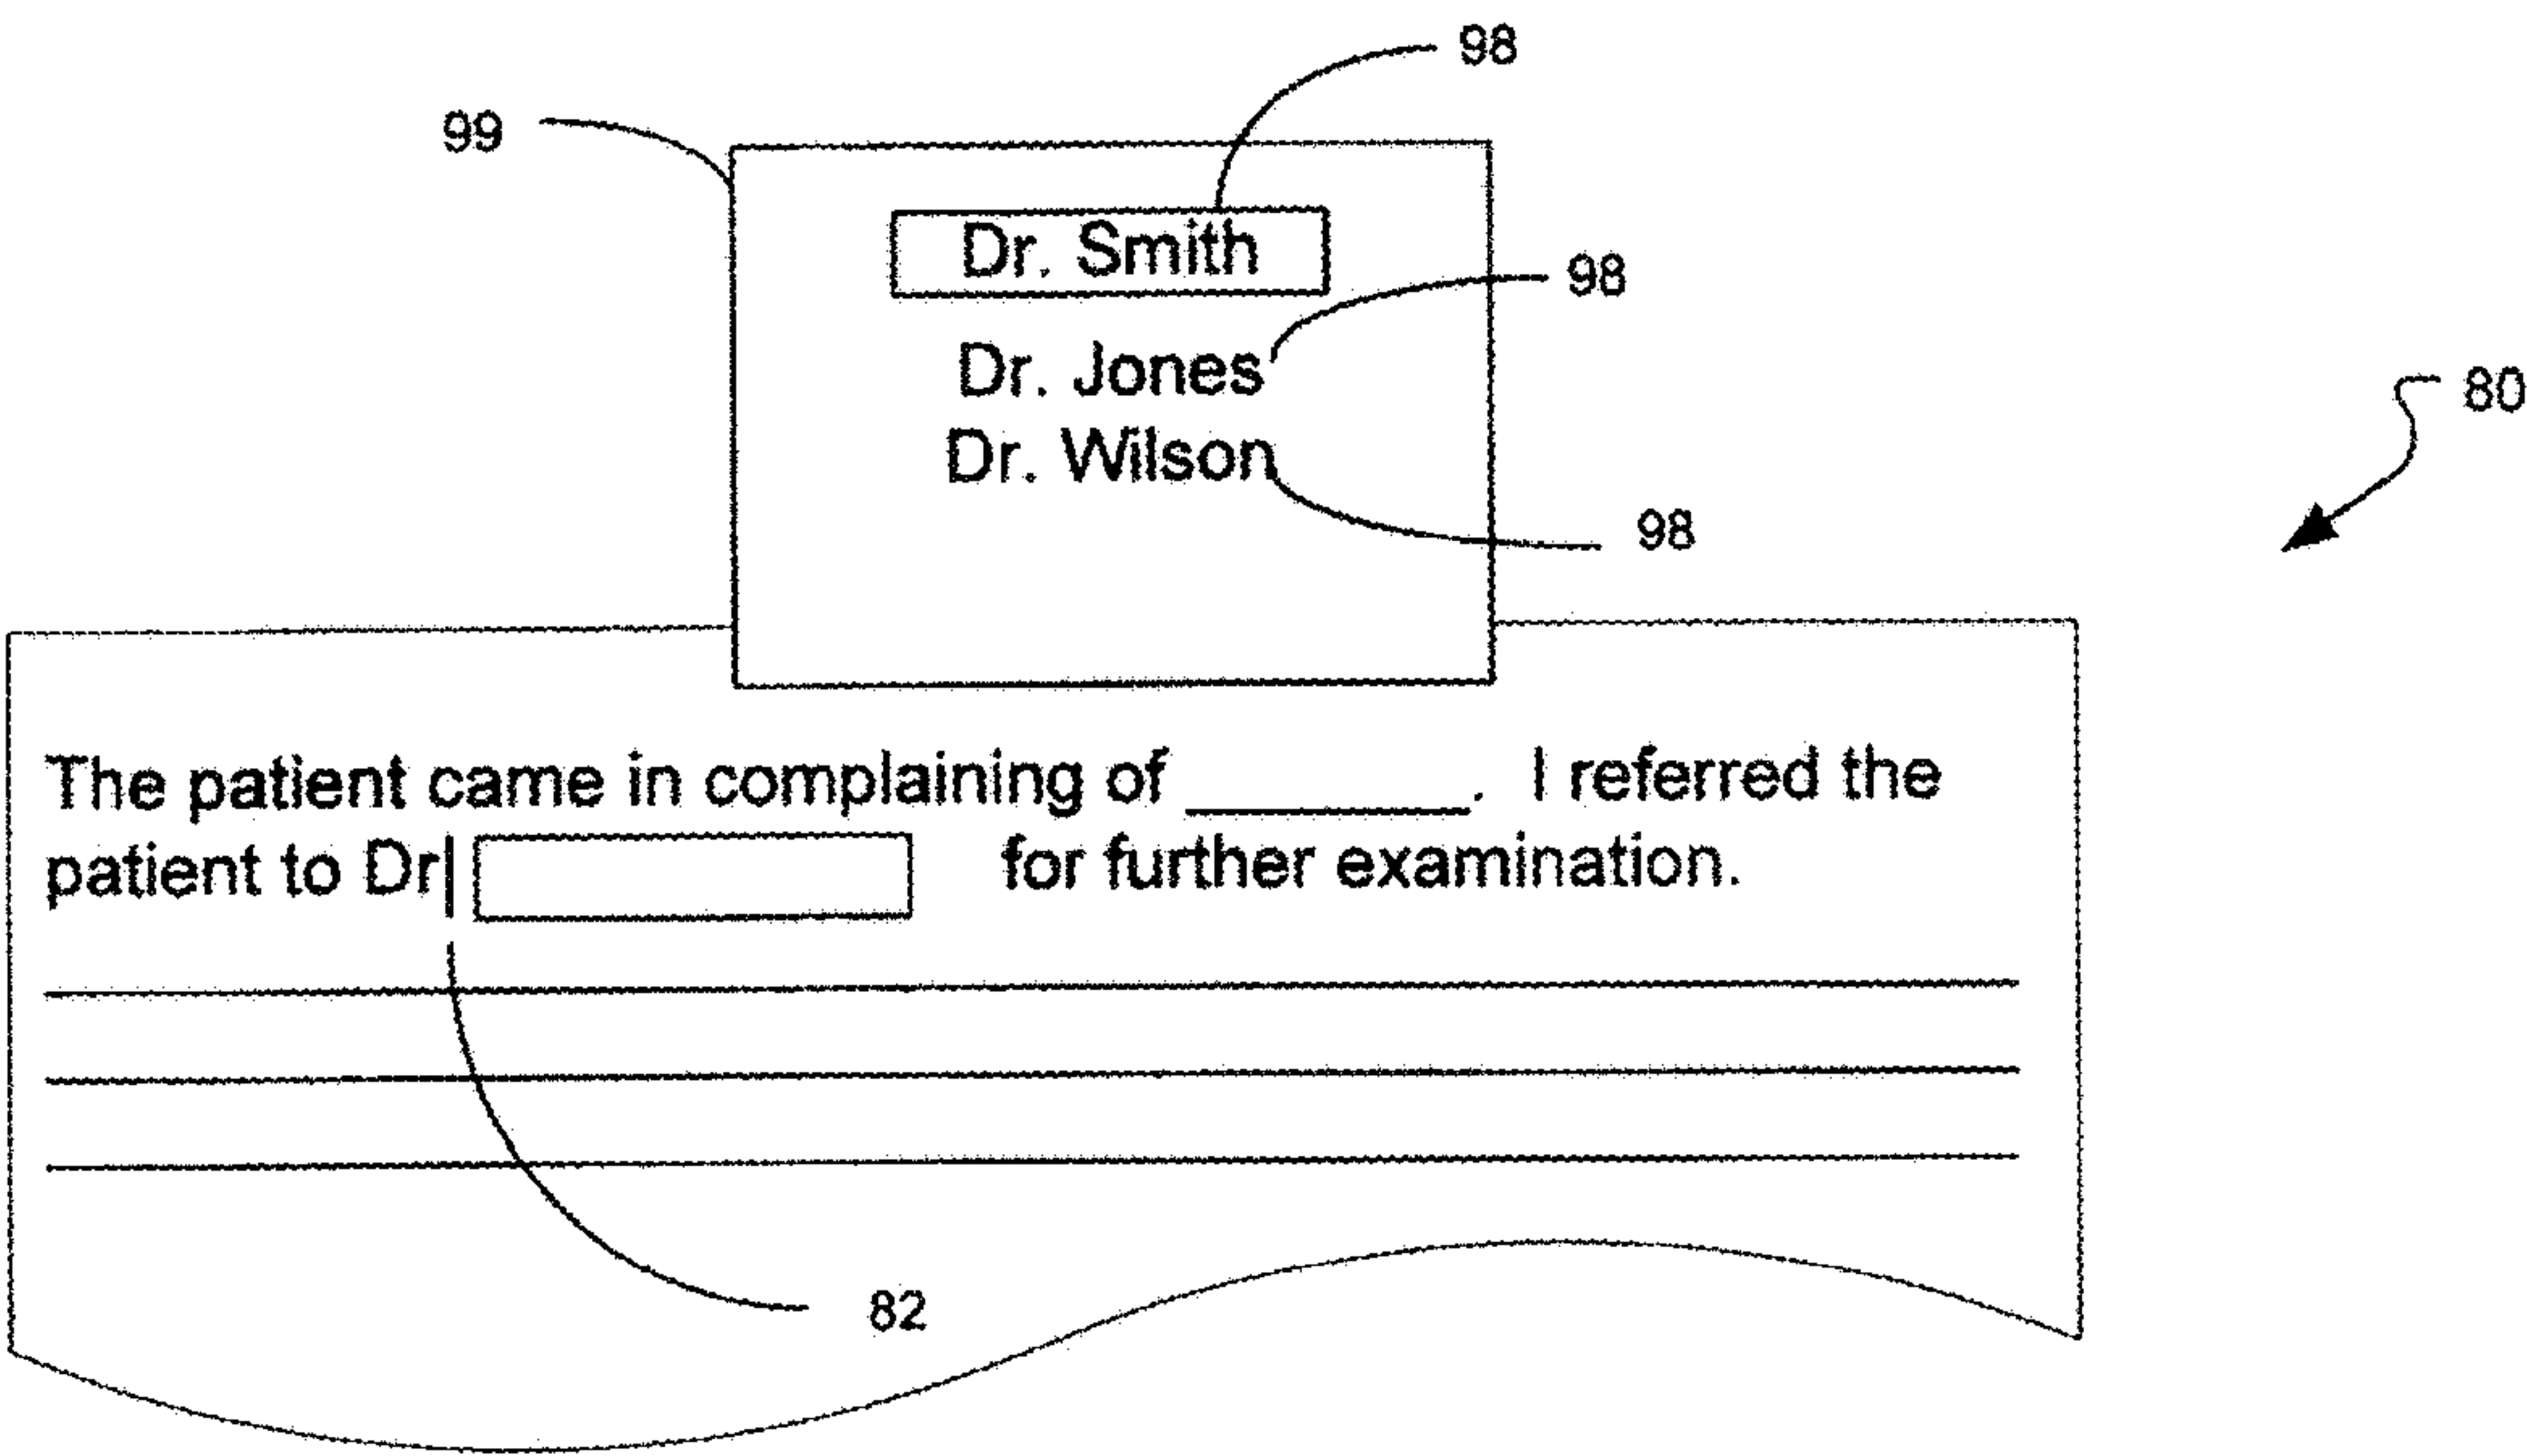 98
99
Dr. Smith
98
Dr. Jones
80
Dr. Wilson
98
The patient came in complaining of ________. I referred the
patient to Dr| for further examination.
82